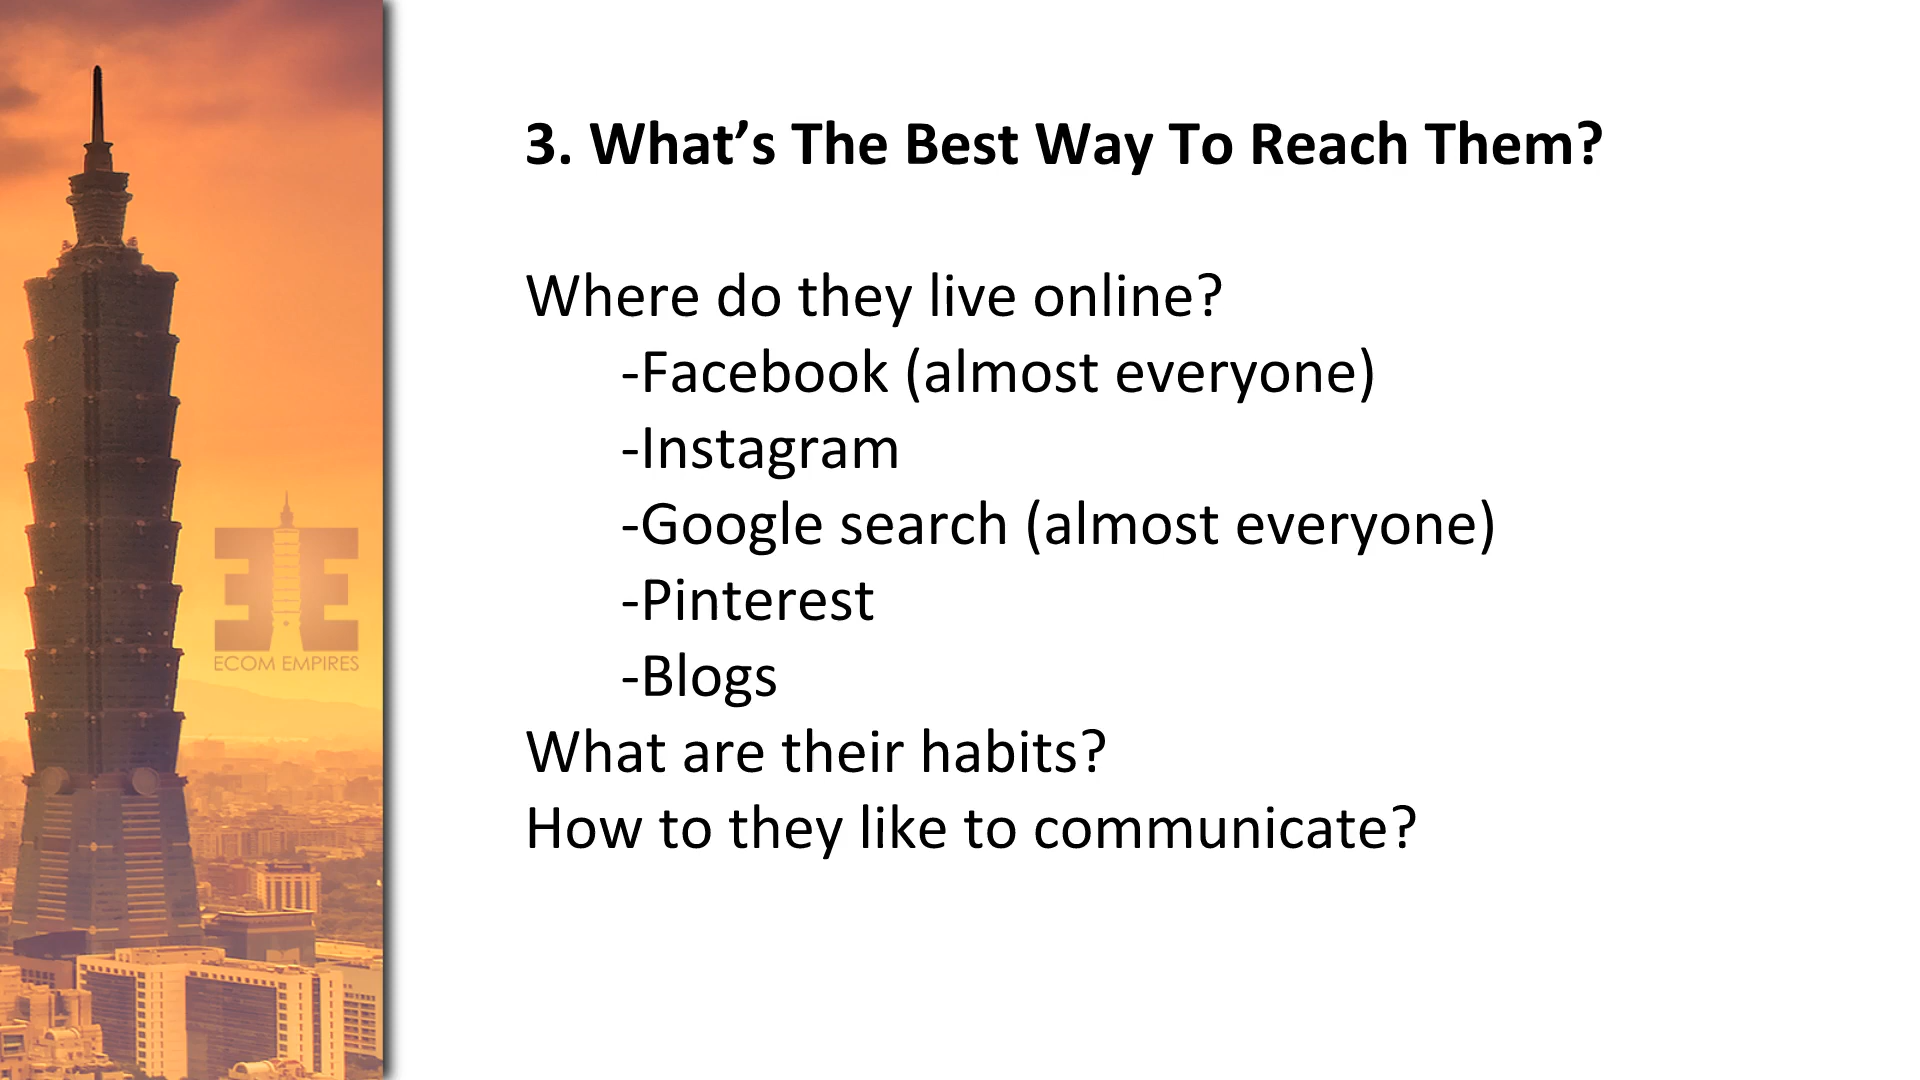 3. What’s The Best Way To Reach Them?
Where do they live online?
-Facebook (almost everyone)
-Instagram
-Google search (almost everyone)
-Pinterest
-Blogs
What are their habits?
How to they like to communicate?
ECOM EMPIRES